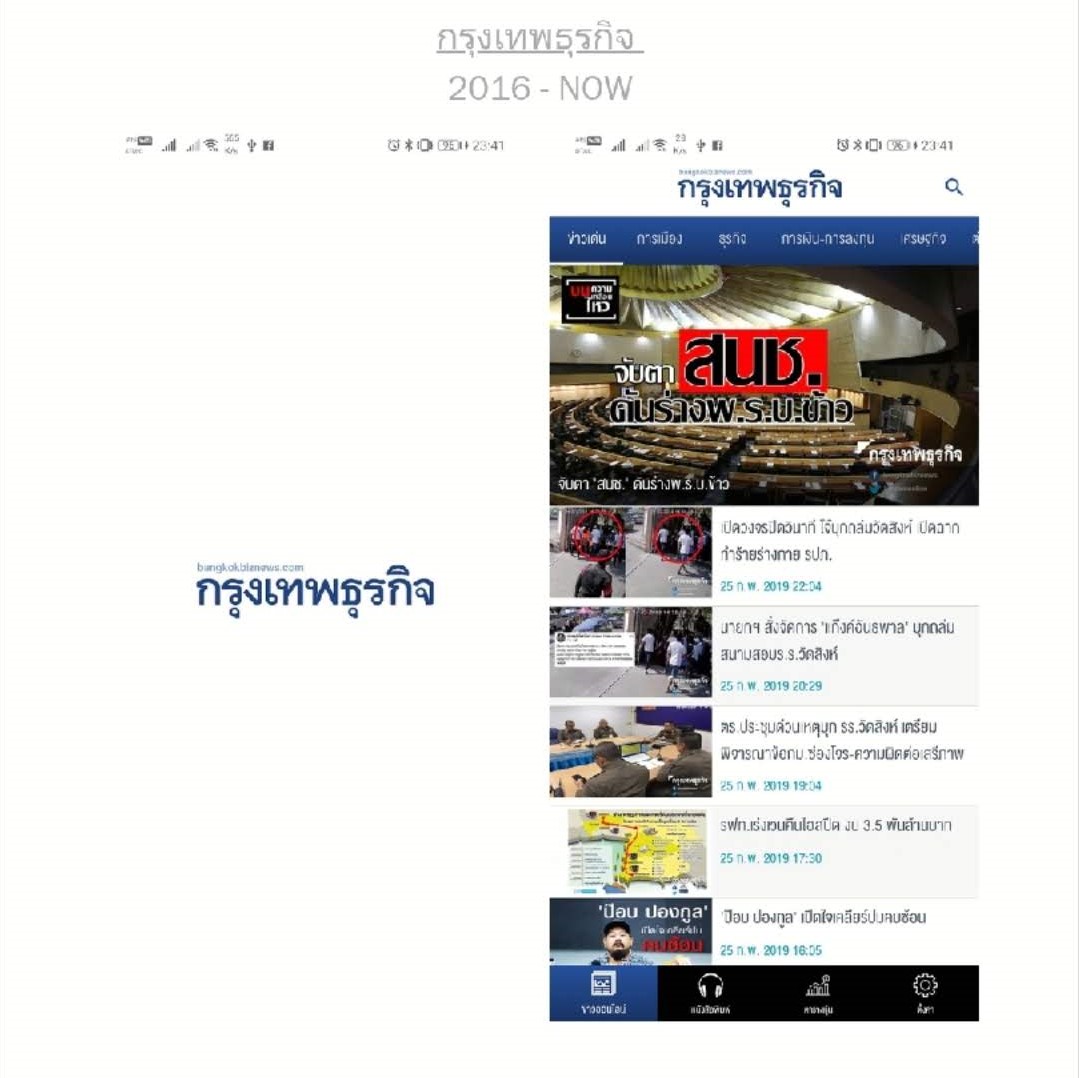 กรุงเทพธุรกิจ
2016 - NOW
23:41
23:41
bangkokbiznews.com
กรุงเทพธุรกิจ
ข่าวเด่น การเมือง ธุรกิจ การเงิน-การลงทุน เศรษฐกิจ
ความ
เคลื่อน
ไหว
จับตา สนช.
ดันร่างพ.ร.บ.ข้าว
กรุงเทพธุรกิจ
จับตา "สนช." ดันร่างพ.ร.บ.ข้าว
เปิดวงจรปิดวินาที โจ๋บุกถล่มวัดสิงห์ เปิดฉาก
ทำร้ายร่างกาย รปภ.
25 ก.พ. 2019 22:04
นายกฯ สั่งจัดการ "แก๊งค์อันธพาล" บุกถล่ม
สนามสอบร.ร.วัดสิงห์
25 ก.พ. 2019 20:29
bangkokbiznews.com
กรุงเทพธุรกิจ
ตร.ประชุมด่วนเหตุบุก รร.วัดสิงห์ เตรียม
พิจารณาข้อกม.ซ่องโจร-ความผิดต่อเสรีภาพ
25 ก.พ. 2019 19:04
รฟท.เร่งเวนคืนไฮสปีด งบ 3.5 พันล้านบาท
25 ก.พ. 2019 17:30
'ป๊อบ ปองกูล'
คบซ้อน
'ป๊อบ ปองกูล' เปิดใจเคลียร์ปมคบซ้อน
25 ก.พ. 2019 16:05
ข่าวออนไลน์ หนังสือพิมพ์ ตารางหุ้น ตั้งค่า